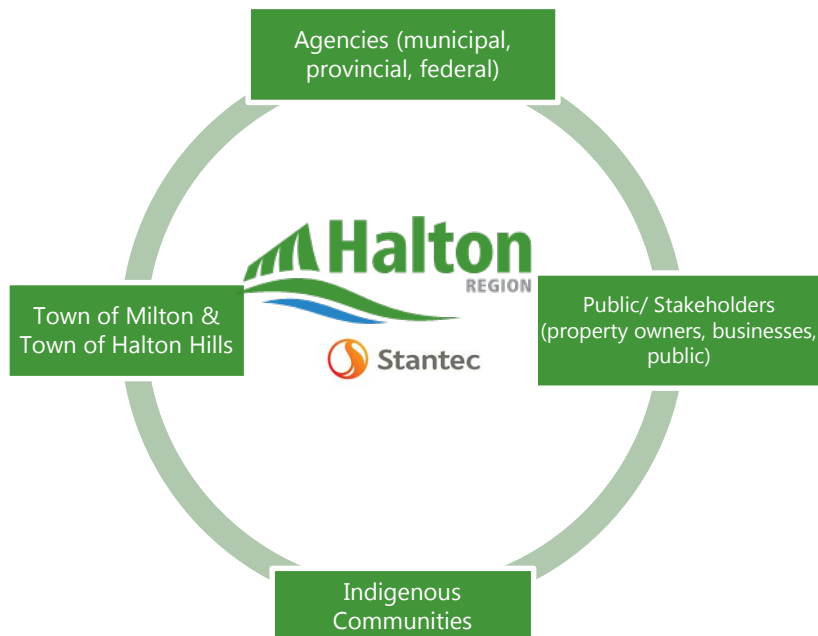 Agencies (municipal,
provincial, federal)
Halton
REGION
Stantec
Town of Milton &
Town of Halton Hills
Public/ Stakeholders
(property owners, businesses,
public)
Indigenous
Communities